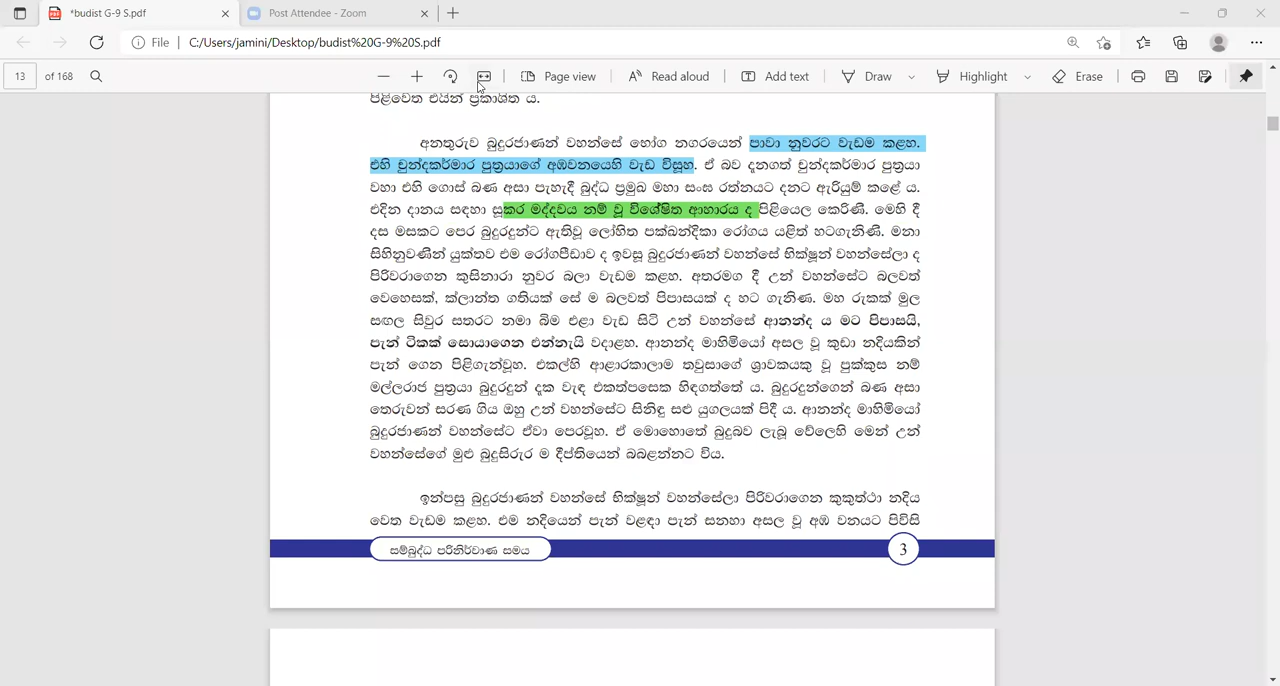 *budist G-9 S.pdf
Post Attendee - Zoom
File | C:/Users/jamini/Desktop/budist%20G-9%20S.pdf
13 of 168 Page view Read aloud Add text Draw Highlight Erase
පිළිවෙත එයින් ප්‍රකාශිත ය.
අනතුරුව බුදුරජාණන් වහන්සේ භෝග නගරයෙන් පාවා නුවරට වැඩම කළහ.
එහි චුන්දකර්මාර පුත්‍රයාගේ අඹවනයෙහි වැඩ විසූහ. ඒ බව දැනගත් චුන්දකර්මාර පුත්‍රයා
වහා එහි ගොස් බණ අසා පැහැදී බුද්ධ ප්‍රමුඛ මහා සංඝ රත්නයට දනට ඇරියුම් කළේ ය.
එදින දානය සඳහා සූකර මද්දවය නම් වූ විශේෂිත ආහාරය ද පිළියෙල කෙරිණි. මෙහි දී
දස මසකට පෙර බුදුරදුන්ට ඇතිවූ ලෝහිත පක්ඛන්දිකා රෝගය යළිත් හටගැනිණි. මනා
සිහිනුවණින් යුක්තව එම රෝගපීඩාව ද ඉවසූ බුදුරජාණන් වහන්සේ භික්ෂූන් වහන්සේලා ද
පිරිවරාගෙන කුසිනාරා නුවර බලා වැඩම කළහ. අතරමග දී උන් වහන්සේට බලවත්
වෙහෙසක්, ක්ලාන්ත ගතියක් සේ ම බලවත් පිපාසයක් ද හට ගැනිණ. මහ රුකක් මුල
සඟල සිවුර සතරට නමා බිම එළා වැඩ සිටි උන් වහන්සේ ආනන්ද ය මට පිපාසයි,
පැන් ටිකක් සොයාගෙන එන්නැයි වදාළහ. ආනන්ද මාහිමියෝ අසල වූ කුඩා නදියකින්
පැන් ගෙන පිළිගැන්වූහ. එකල්හි ආළාරකාලාම තවුසාගේ ශ්‍රාවකයකු වූ පුක්කුස නම්
මල්ලරාජ පුත්‍රයා බුදුරදුන් දැක වැඳ එකත්පසෙක හිඳගත්තේ ය. බුදුරදුන්ගෙන් බණ අසා
තෙරුවන් සරණ ගිය ඔහු උන් වහන්සේට සිනිඳු සළු යුගලයක් පිදී ය. ආනන්ද මාහිමියෝ
බුදුරජාණන් වහන්සේට ඒවා පෙරවූහ. ඒ මොහොතේ බුදුබව ලැබූ වේලෙහි මෙන් උන්
වහන්සේගේ මුළු බුදුසිරුර ම දීප්තියෙන් බබළන්නට විය.
ඉන්පසු බුදුරජාණන් වහන්සේ භික්ෂූන් වහන්සේලා පිරිවරාගෙන කුකුත්ථා නදිය
වෙත වැඩම කළහ. එම නදියෙන් පැන් වළඳා පැන් සනහා අසල වූ අඹ වනයට පිවිසි
සම්බුද්ධ පරිනිර්වාණ සමය 3